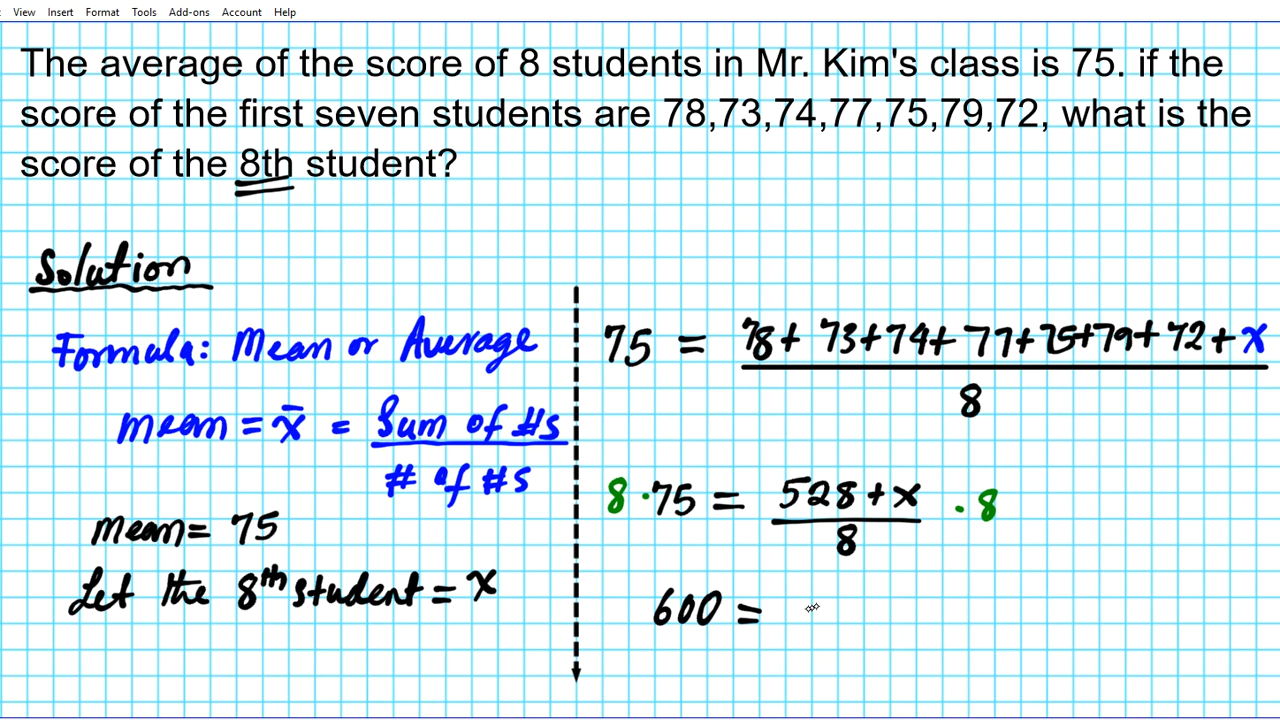 View Insert Format Tools Add-ons Account Help
The average of the score of 8 students in Mr. Kim's class is 75. if the
score of the first seven students are 78,73,74,77,75,79,72, what is the
score of the 8th student?
Solution
Formula: Mean or Average
mean = x̄ = Sum of #s
# of #s
mean = 75
Let the 8th student = x
75 = 78+ 73+74+ 77+75+79+ 72 + x
8
8 · 75 = 528 + x · 8
8
600 =